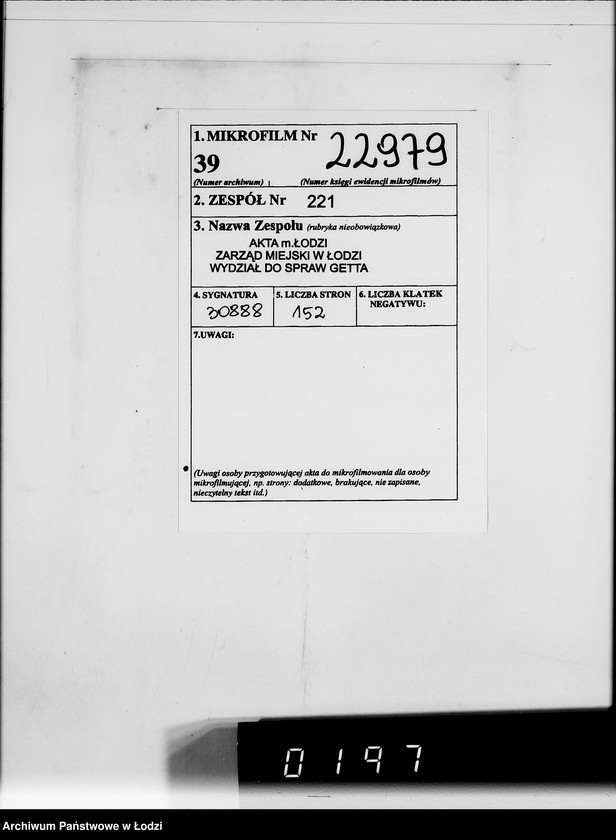 1. MIKROFILM Nr 22979
39
(Numer archiwum) (Numer księgi ewidencji mikrofilmów)
2. ZESPÓŁ Nr 221
3. Nazwa Zespołu (rubryka nieobowiązkowa)
AKTA m.ŁODZI
ZARZĄD MIEJSKI W ŁODZI
WYDZIAŁ DO SPRAW GETTA
4. SYGNATURA 5. LICZBA STRON 6. LICZBA KLATEK
NEGATYWU:
30888 152
7.UWAGI:
(Uwagi osoby przygotowującej akta do mikrofilmowania dla osoby
mikrofilmującej, np. strony: dodatkowe, brakujące, nie zapisane,
nieczytelny tekst itd.)
0197
Archiwum Państwowe w Łodzi